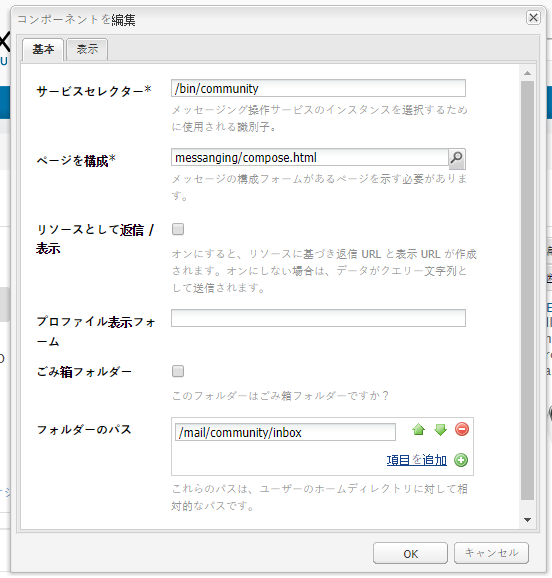 コンポーネントを編集
基本
表示
サービスセレクター*
/bin/community
メッセージング操作サービスのインスタンスを選択するため
に使用される識別子。
ページを構成*
messanging/compose.html
メッセージの構成フォームがあるページを示す必要がありま
す。
リソースとして返信 /
表示
オンにすると、リソースに基づき返信 URL と表示 URL が作成
されます。オンにしない場合は、データがクエリー文字列と
して送信されます。
プロファイル表示フォ
ーム
ごみ箱フォルダー
このフォルダーはごみ箱フォルダーですか？
フォルダーのパス
/mail/community/inbox
項目を追加
これらのパスは、ユーザーのホームディレクトリに対して相
対的なパスです。
OK
キャンセル